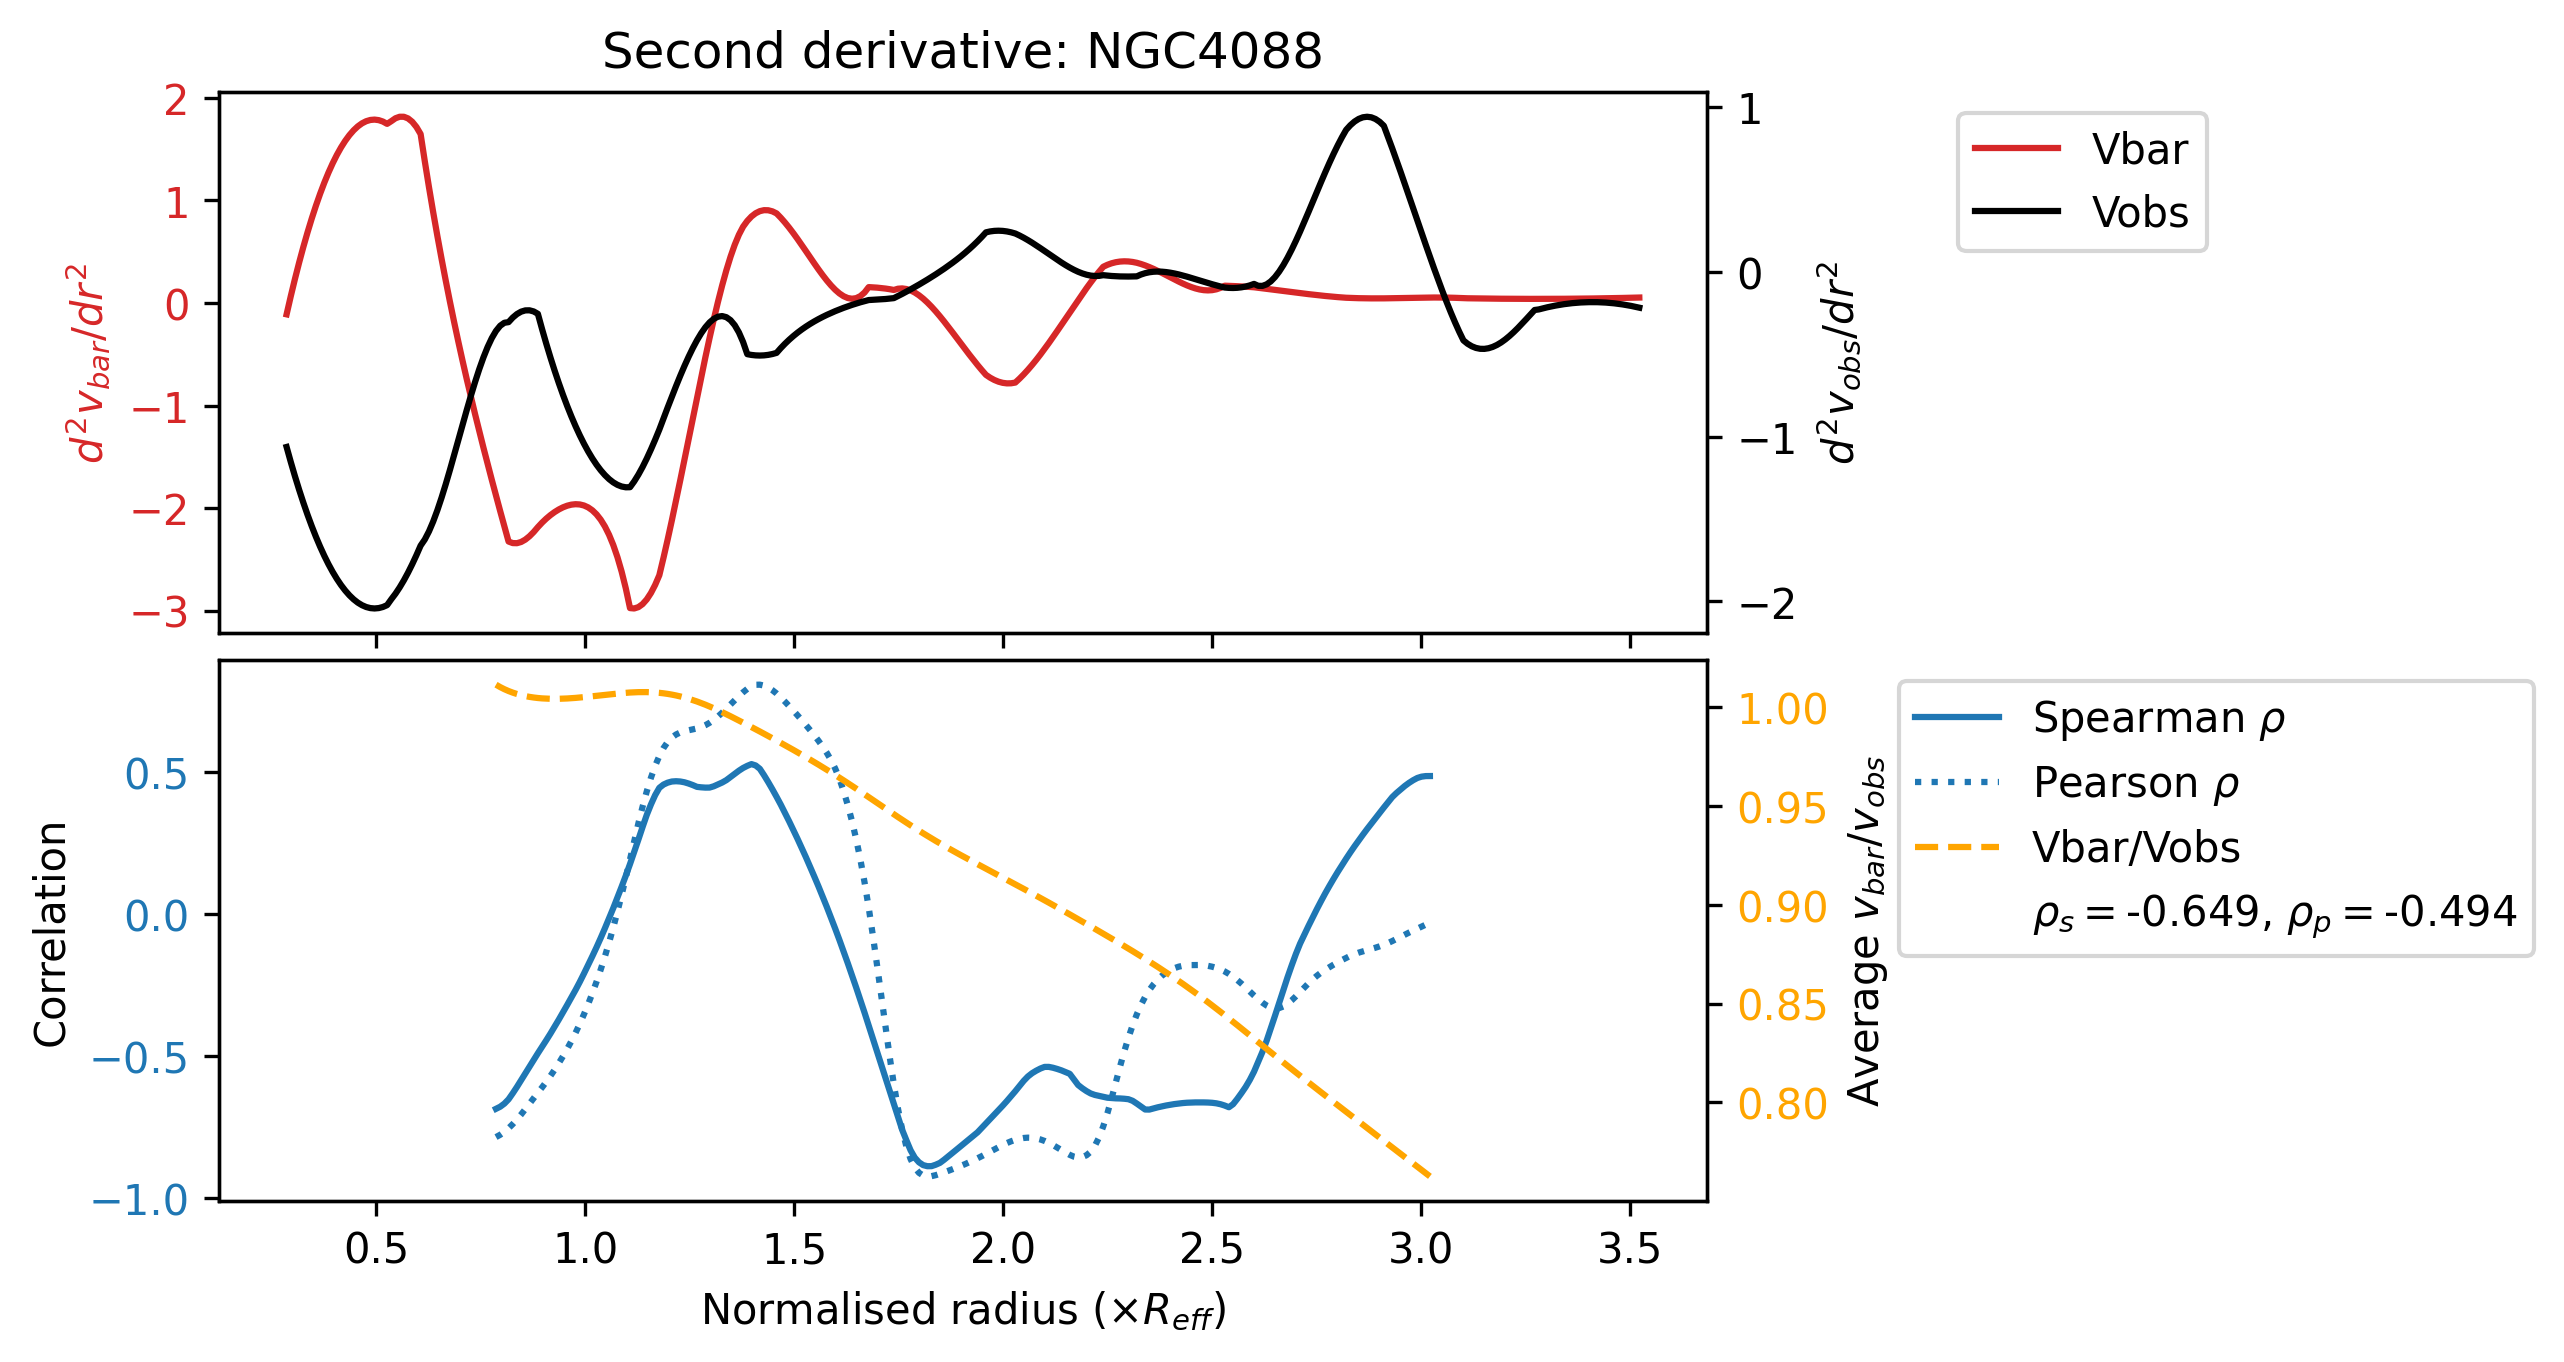 Second derivative: NGC4088
2
1
0
−1
−2
−3
d²v_bar/dr²
1
0
−1
−2
d²v_obs/dr²
Vbar
Vobs
0.5
0.0
−0.5
−1.0
Correlation
1.00
0.95
0.90
0.85
0.80
Average v_bar/v_obs
Spearman ρ
Pearson ρ
Vbar/Vobs
ρ_s = -0.649, ρ_p = -0.494
0.5 1.0 1.5 2.0 2.5 3.0 3.5
Normalised radius (×R_eff)